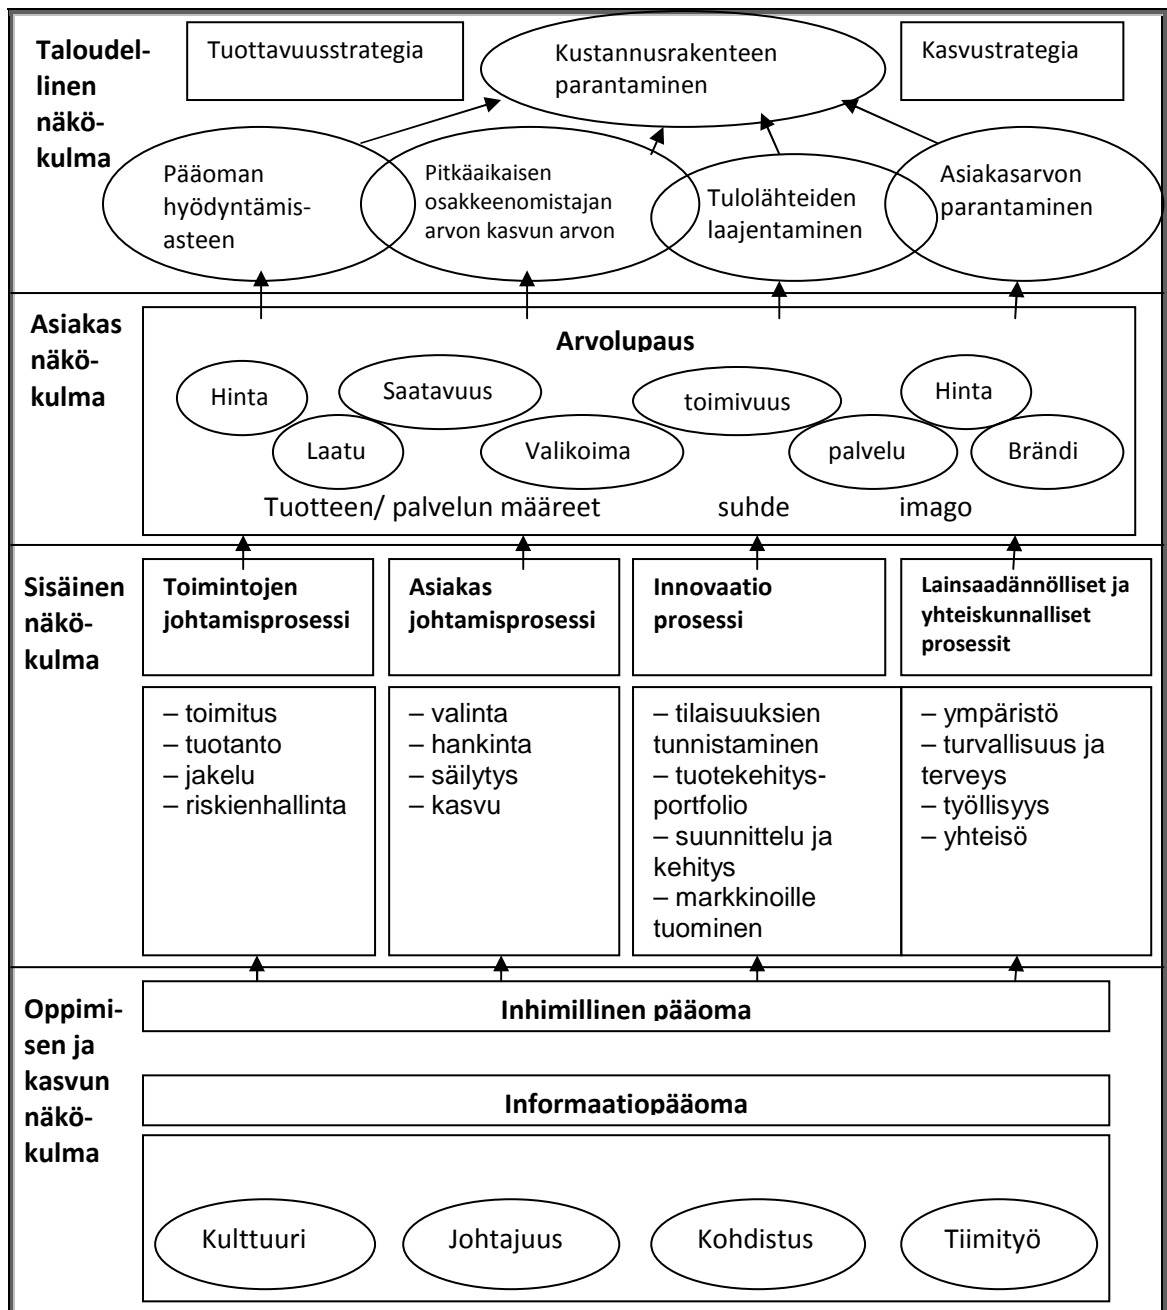 Taloudel-
linen
näkö-
kulma
Tuottavuusstrategia
Kustannusrakenteen
parantaminen
Kasvustrategia
Pääoman
hyödyntämis-
asteen
Pitkäaikaisen
osakkeenomistajan
arvon kasvun arvon
Tulolähteiden
laajentaminen
Asiakasarvon
parantaminen
Asiakas
näkö-
kulma
Arvolupaus
Hinta
Saatavuus
toimivuus
Hinta
Laatu
Valikoima
palvelu
Brändi
Tuotteen/ palvelun määreet
suhde
imago
Sisäinen
näkö-
kulma
Toimintojen
johtamisprosessi
Asiakas
johtamisprosessi
Innovaatio
prosessi
Lainsaadännölliset ja
yhteiskunnalliset
prosessit
– toimitus
– tuotanto
– jakelu
– riskienhallinta
– valinta
– hankinta
– säilytys
– kasvu
– tilaisuuksien
tunnistaminen
– tuotekehitys-
portfolio
– suunnittelu ja
kehitys
– markkinoille
tuominen
– ympäristö
– turvallisuus ja
terveys
– työllisyys
– yhteisö
Oppimi-
sen ja
kasvun
näkö-
kulma
Inhimillinen pääoma
Informaatiopääoma
Kulttuuri
Johtajuus
Kohdistus
Tiimityö